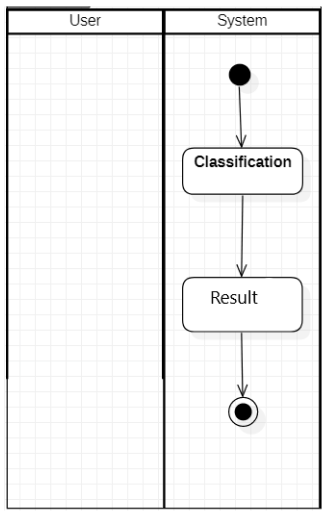 User
System
Classification
Result